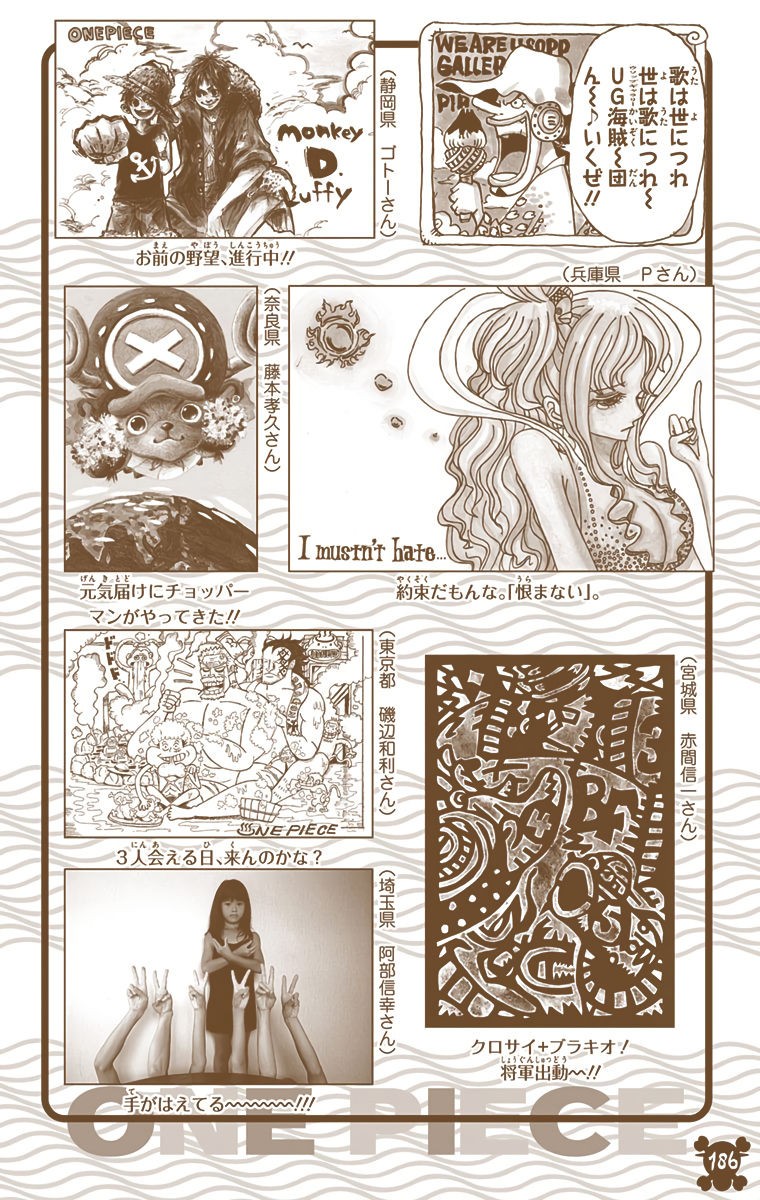 WE ARE USOPP
GALLER
PIR
歌は世につれ
世は歌につれ〜
UG海賊〜団
ん〜♪いくぜ!!
ONEPIECE
monkey
D.
Luffy
(静岡県 ゴトーさん)
お前の野望、進行中!!
(兵庫県 Pさん)
(奈良県 藤本孝久さん)
元気届けにチョッパー
マンがやってきた!!
I mustn't hate...
約束だもんな。「恨まない」。
(東京都 磯辺和利さん)
ドドド
ONE PIECE
3人会える日、来んのかな?
(宮城県 赤間信一さん)
クロサイ+ブラキオ!
将軍出動〜!!
(埼玉県 阿部信幸さん)
手がはえてる〜〜〜〜〜〜!!!
ONE PIECE
186